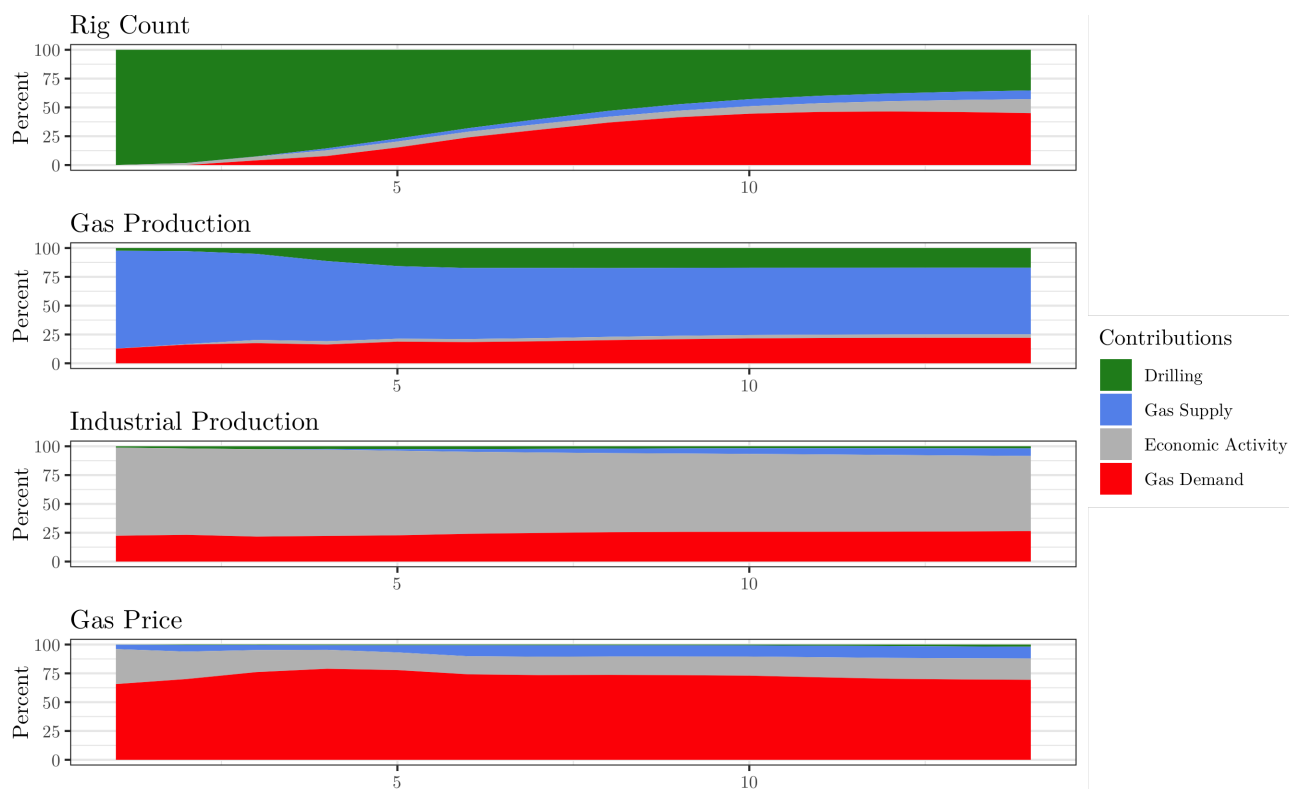 Rig Count
Percent
100
75
50
25
0
5
10
Gas Production
Percent
100
75
50
25
0
5
10
Industrial Production
Percent
100
75
50
25
0
5
10
Gas Price
Percent
100
75
50
25
0
5
10
Contributions
Drilling
Gas Supply
Economic Activity
Gas Demand